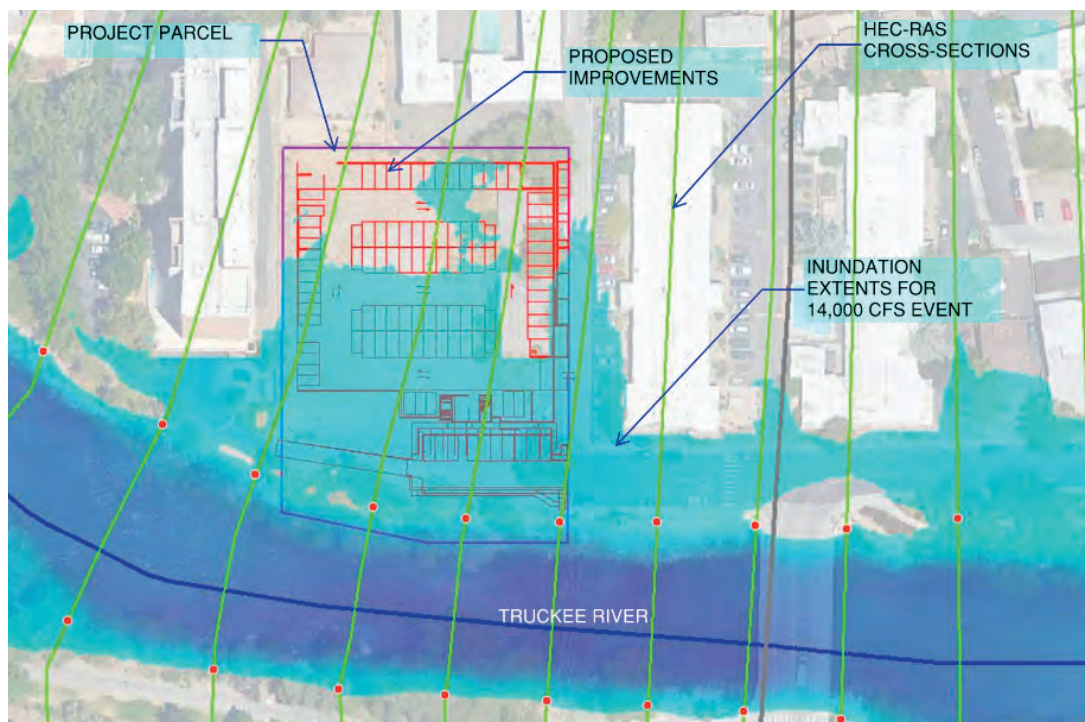 PROJECT PARCEL
PROPOSED
IMPROVEMENTS
HEC-RAS
CROSS-SECTIONS
INUNDATION
EXTENTS FOR
14,000 CFS EVENT
TRUCKEE RIVER